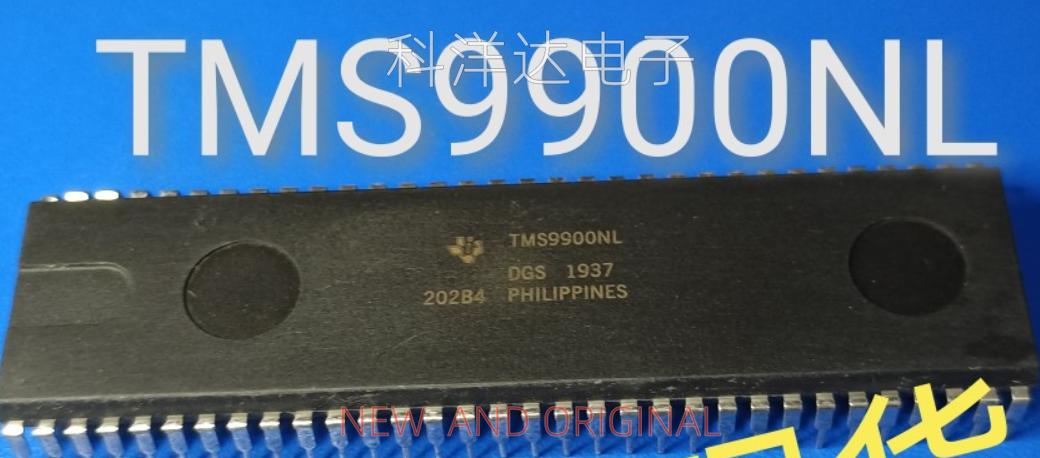 科洋达电子
TMS9900NL
TMS9900NL
DGS 1937
202B4 PHILIPPINES
NEW AND ORIGINAL